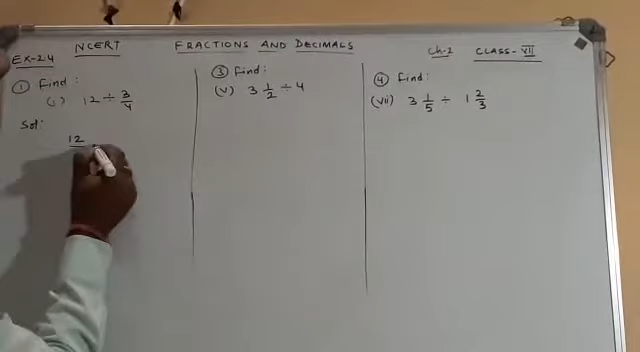 NCERT FRACTIONS AND DECIMALS Ch-2 CLASS-VII
EX-2.4
① Find:
(i) 12 ÷ 3/4
Sol:
12
③ Find:
(v) 3 1/2 ÷ 4
④ Find:
(vii) 3 1/5 ÷ 1 2/3